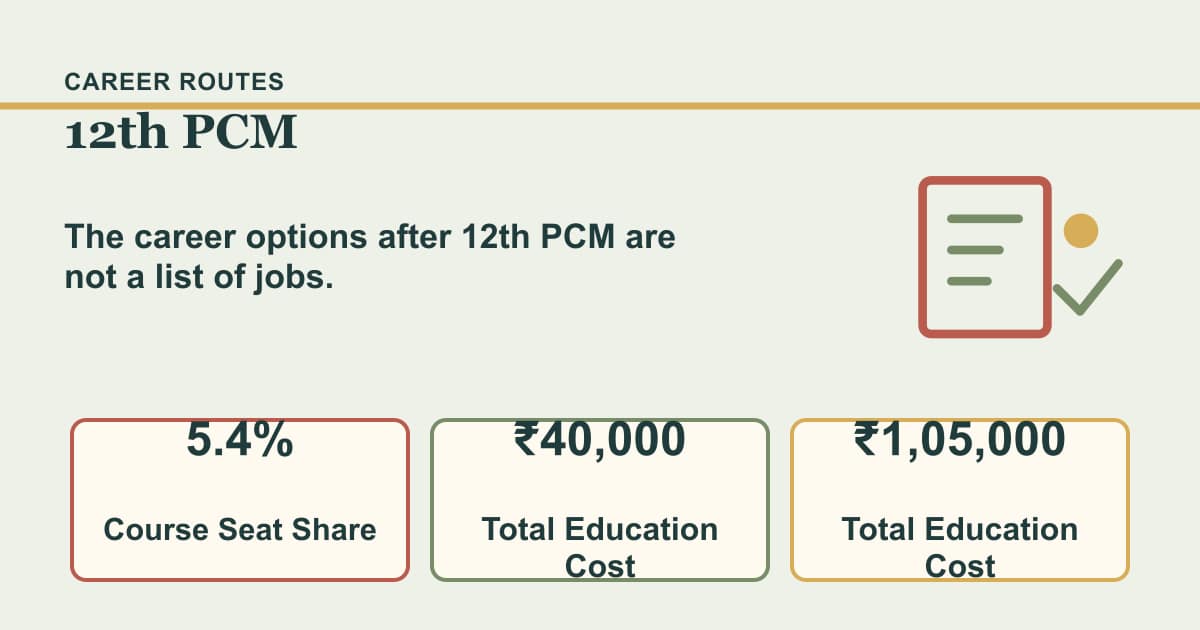 CAREER ROUTES
12th PCM
The career options after 12th PCM are
not a list of jobs.
5.4%
Course Seat Share
₹40,000
Total Education
Cost
₹1,05,000
Total Education
Cost